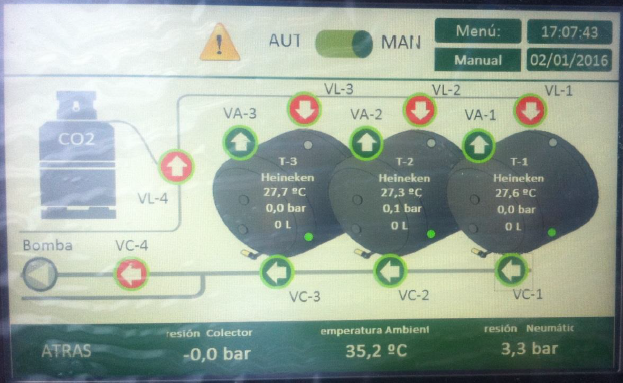 AUT MAN
Menú: 17:07:43
Manual 02/01/2016
VL-3 VL-2 VL-1
VA-3 VA-2 VA-1
CO2
VL-4
T-3
Heineken
27,7 ºC
0,0 bar
0 L
T-2
Heineken
27,3 ºC
0,1 bar
0 L
T-1
Heineken
27,6 ºC
0,0 bar
0 L
Bomba VC-4
VC-3 VC-2 VC-1
ATRAS
resión Colector
-0,0 bar
emperatura Ambient
35,2 ºC
resión Neumátic
3,3 bar